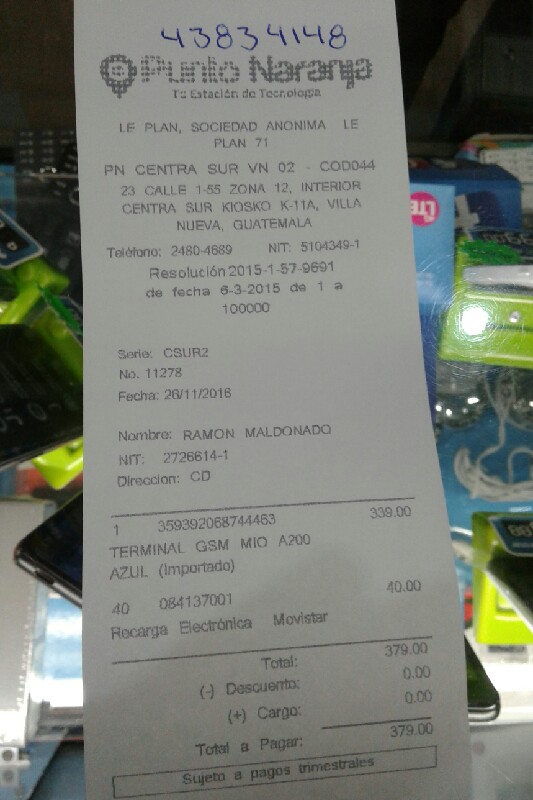 43834148
Punto Naranja
Tu Estación de Tecnología
LE PLAN, SOCIEDAD ANONIMA LE
PLAN 71
PN CENTRA SUR VN 02 - COD044
23 CALLE 1-55 ZONA 12, INTERIOR
CENTRA SUR KIOSKO K-11A, VILLA
NUEVA, GUATEMALA
Teléfono: 2480-4689 NIT: 5104349-1
Resolución 2015-1-57-9691
de fecha 6-3-2015 de 1 a
100000
Serie: CSUR2
No. 11278
Fecha: 26/11/2016
Nombre: RAMON MALDONADO
NIT: 2726614-1
Direccion: CD
1 359392068744463 339.00
TERMINAL GSM MIO A200
AZUL (Importado)
40 084137001 40.00
Recarga Electrónica Movistar
Total: 379.00
(-) Descuento: 0.00
(+) Cargo: 0.00
Total a Pagar: 379.00
Sujeto a pagos trimestrales
LTE